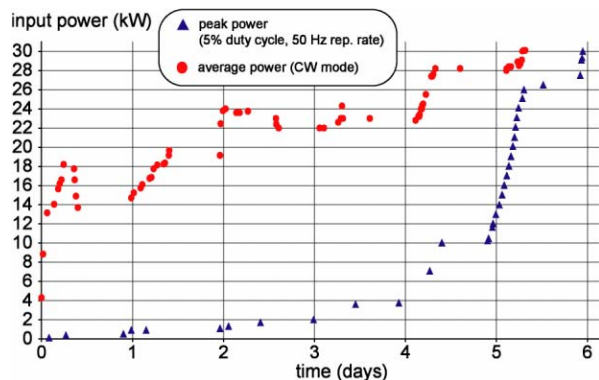 input power (kW)
peak power
(5% duty cycle, 50 Hz rep. rate)
average power (CW mode)
30
28
26
24
22
20
18
16
14
12
10
8
6
4
2
0
0 1 2 3 4 5 6
time (days)